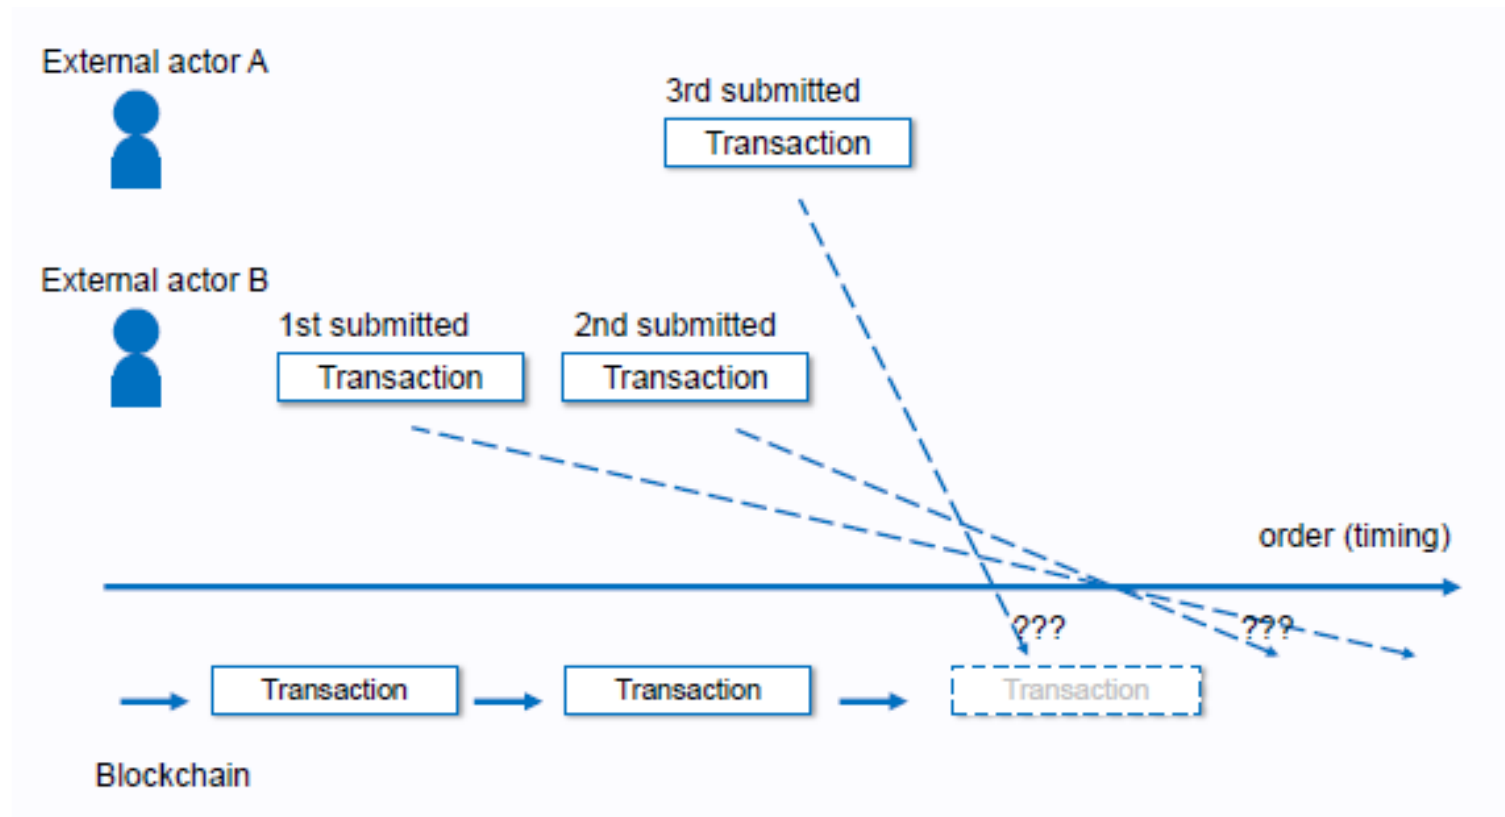 External actor A
3rd submitted
Transaction
External actor B
1st submitted
2nd submitted
Transaction
Transaction
order (timing)
???
???
Transaction
Transaction
Transaction
Blockchain